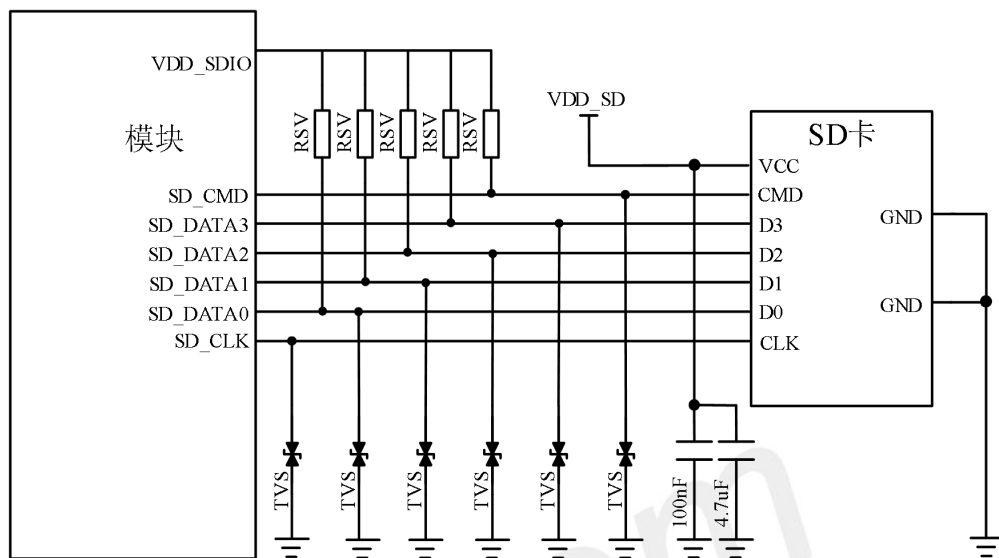 VDD_SDIO
模块
SD_CMD
SD_DATA3
SD_DATA2
SD_DATA1
SD_DATA0
SD_CLK
RSV
RSV
RSV
RSV
RSV
VDD_SD
SD卡
VCC
CMD
D3
D2
D1
D0
CLK
GND
GND
TVS
TVS
TVS
TVS
TVS
TVS
100nF
4.7uF